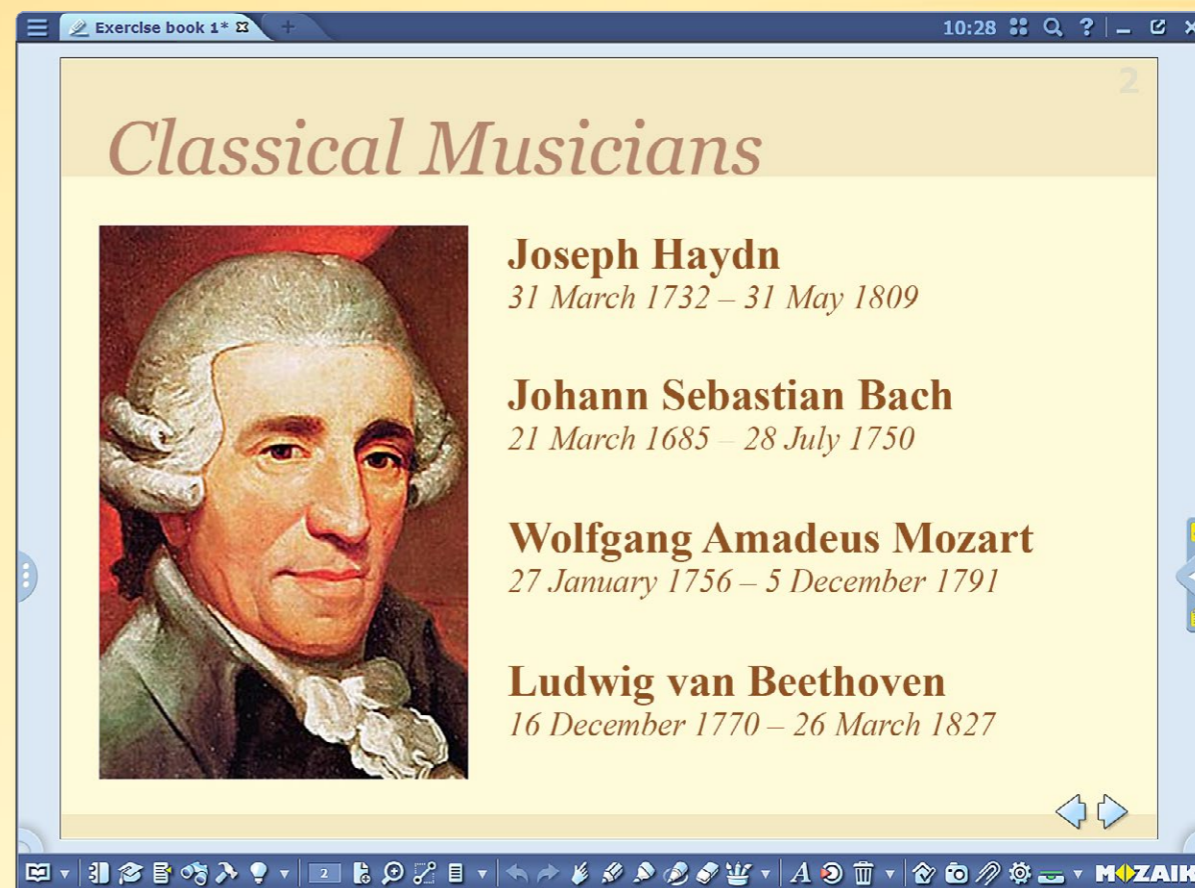 Exercise book 1*
10:28
2
Classical Musicians
Joseph Haydn
31 March 1732 – 31 May 1809
Johann Sebastian Bach
21 March 1685 – 28 July 1750
Wolfgang Amadeus Mozart
27 January 1756 – 5 December 1791
Ludwig van Beethoven
16 December 1770 – 26 March 1827
2
A
MOZAIK